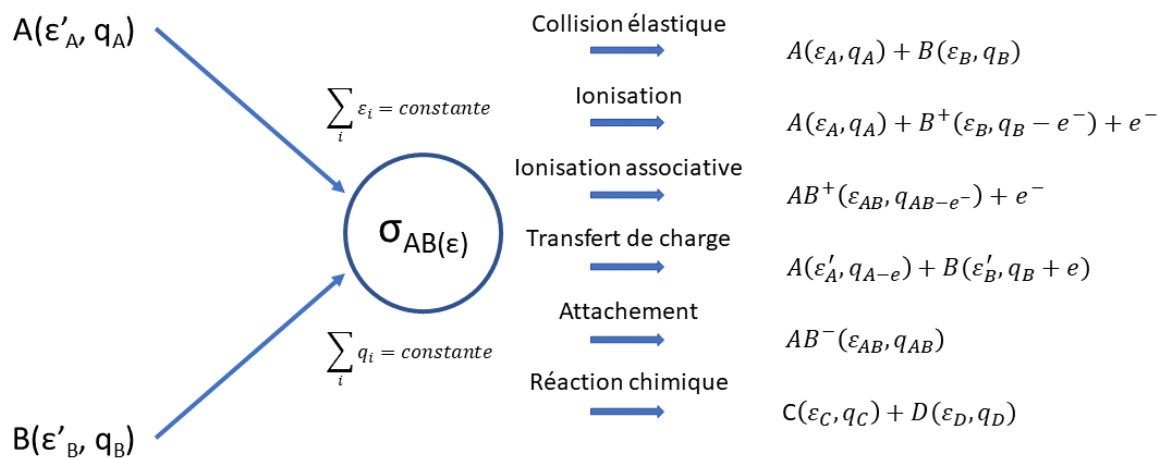 A(ε'A, qA)
Collision élastique
A(εA, qA) + B(εB, qB)
∑i εi = constante
Ionisation
A(εA, qA) + B⁺(εB, qB − e⁻) + e⁻
Ionisation associative
AB⁺(εAB, qAB−e⁻) + e⁻
σAB(ε)
Transfert de charge
A(ε′A, qA−e) + B(ε′B, qB + e)
Attachement
AB⁻(εAB, qAB)
∑i qi = constante
Réaction chimique
C(εC, qC) + D(εD, qD)
B(ε'B, qB)